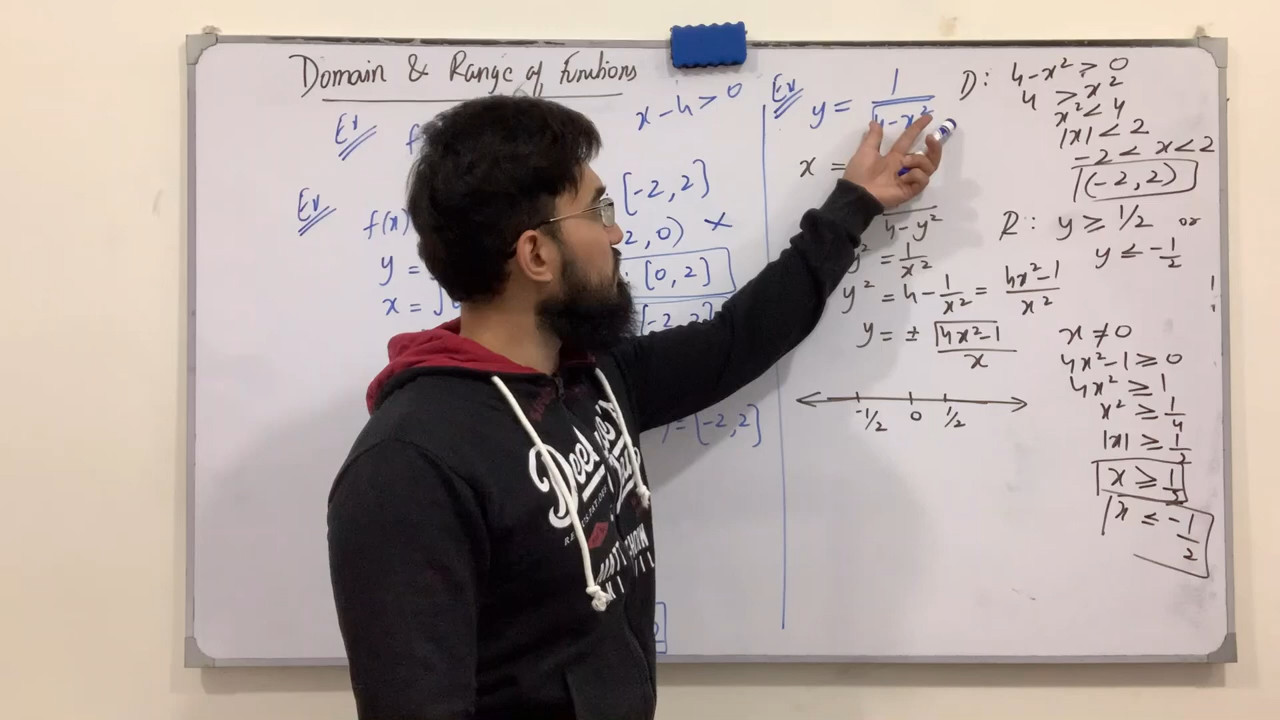 Domain & Range of Functions
Ex f
x-4>0
Ex
f(x)
[-2,2]
2,0) ×
y =
: [0,2]
x = √
[-2,2]
) = [-2,2]
Ex y = 1/√4-x²
x =
4-y²
y² = 1/x²
y² = 4 - 1/x² = 4x²-1/x²
y = ± √4x²-1/x
-1/2 0 1/2
D: 4-x² > 0
4 > x²
x² < 4
|x| < 2
-2 < x < 2
(-2,2)
R: y ≥ 1/2 or
y ≤ -1/2
x ≠ 0
4x²-1 ≥ 0
4x² ≥ 1
x² ≥ 1/4
|x| ≥ 1/2
x ≥ 1/2
x ≤ -1/2